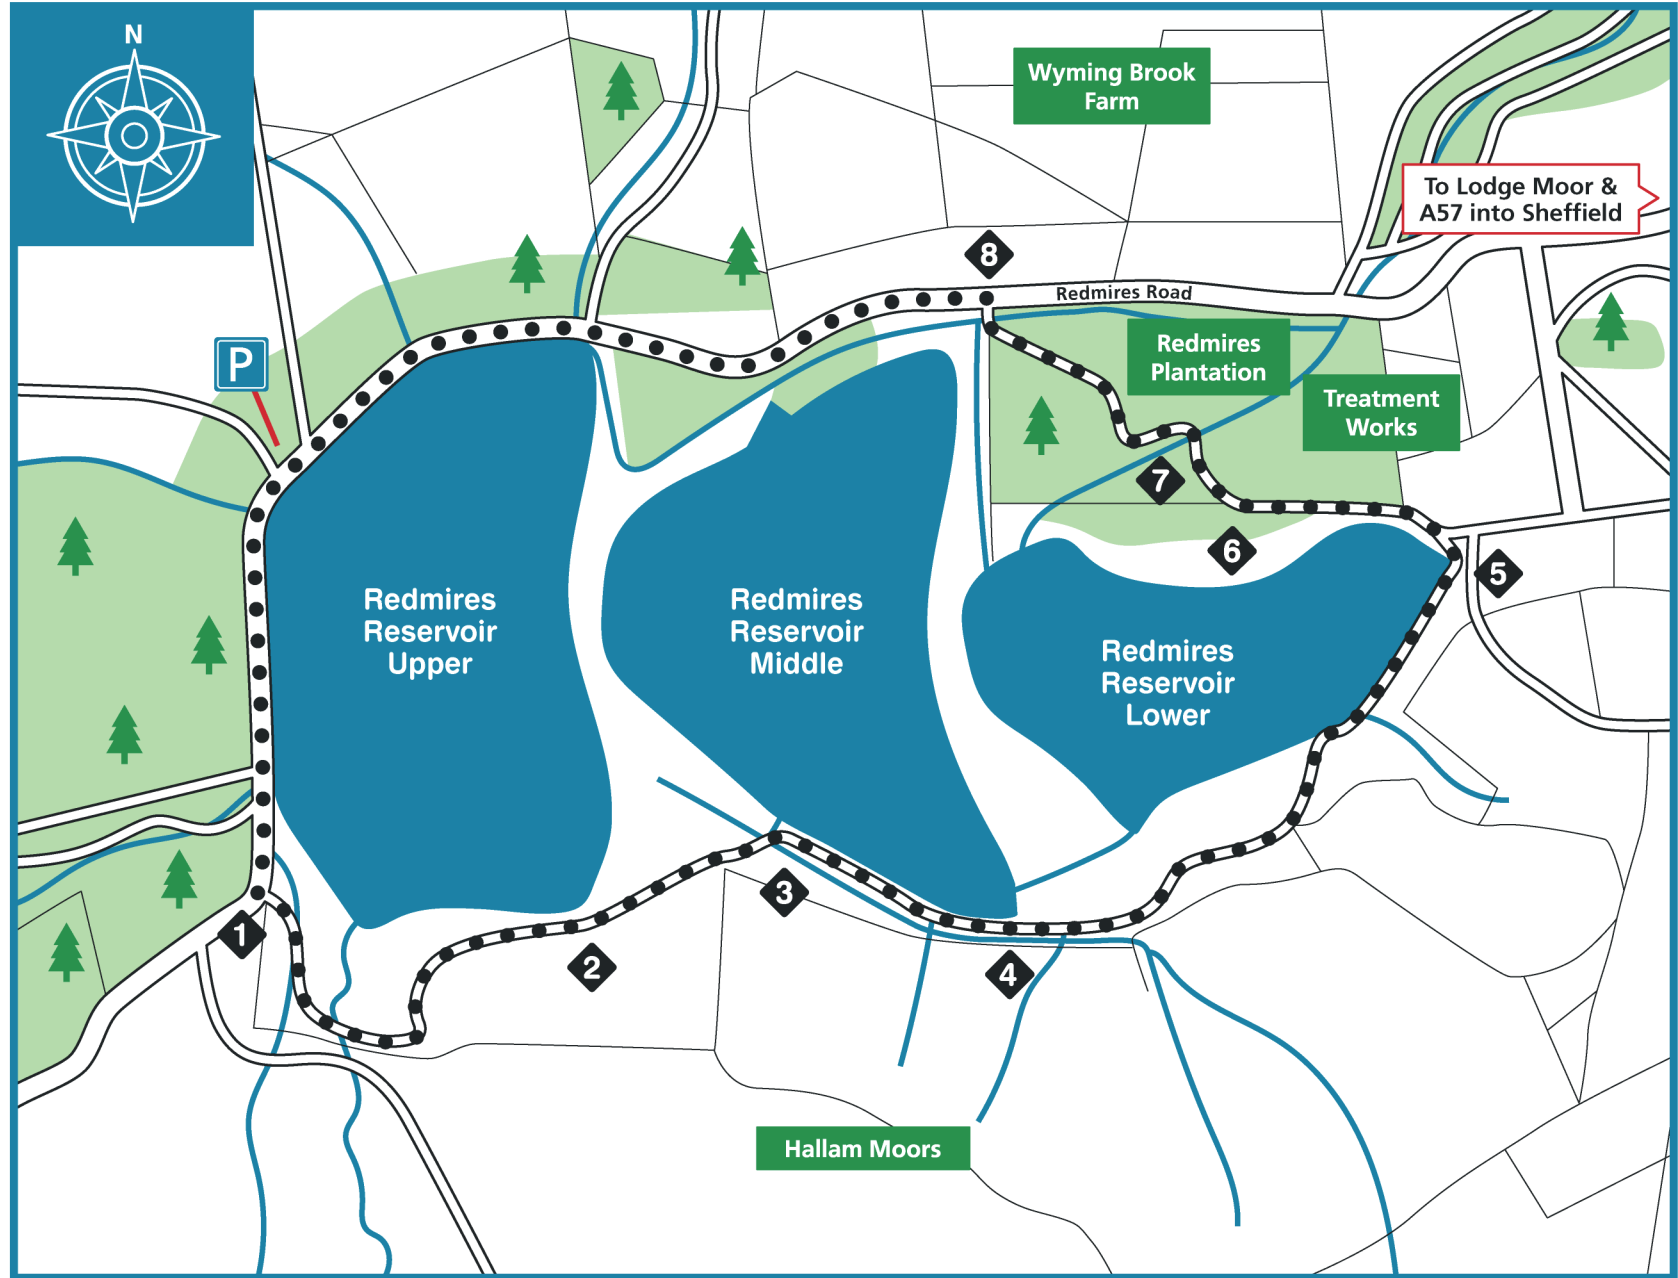 N
Wyming Brook
Farm
To Lodge Moor &
A57 into Sheffield
8
Redmires Road
P
Redmires
Plantation
Treatment
Works
7
6
5
Redmires
Reservoir
Upper
Redmires
Reservoir
Middle
Redmires
Reservoir
Lower
3
1
2
4
Hallam Moors